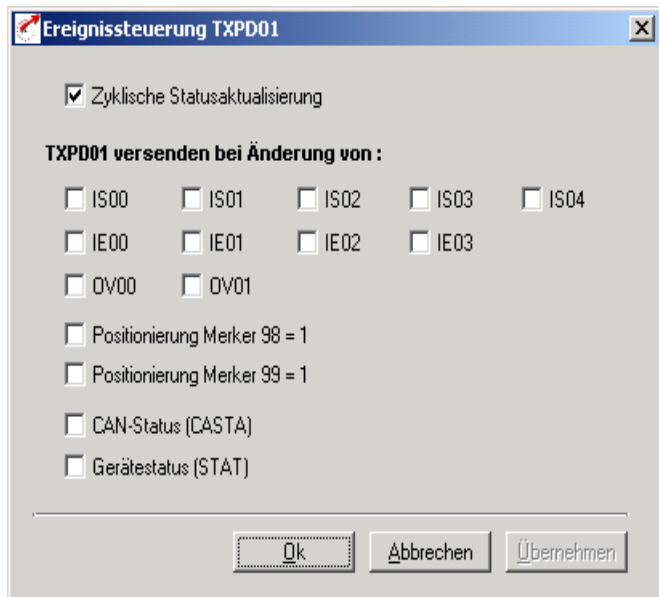 Ereignissteuerung TXPD01
Zyklische Statusaktualisierung
TXPD01 versenden bei Änderung von :
IS00 IS01 IS02 IS03 IS04
IE00 IE01 IE02 IE03
OV00 OV01
Positionierung Merker 98 = 1
Positionierung Merker 99 = 1
CAN-Status (CASTA)
Gerätestatus (STAT)
Ok Abbrechen Übernehmen